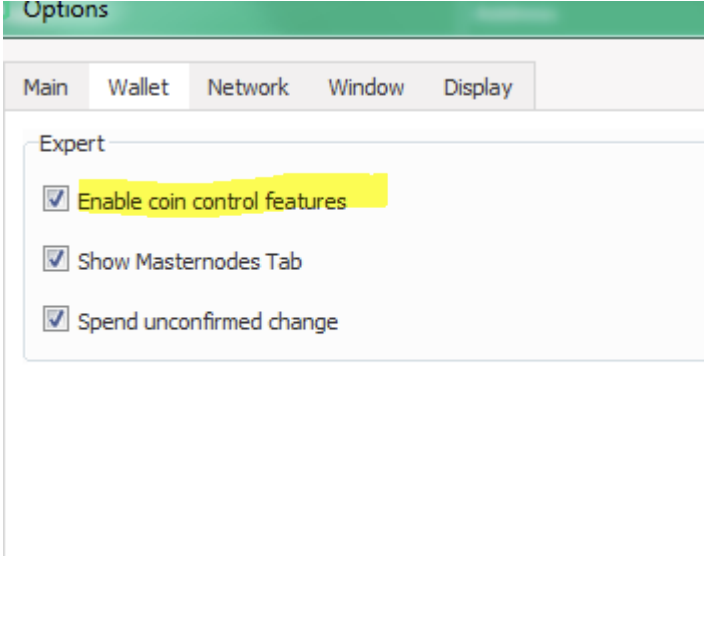 Options
Main Wallet Network Window Display
Expert
Enable coin control features
Show Masternodes Tab
Spend unconfirmed change